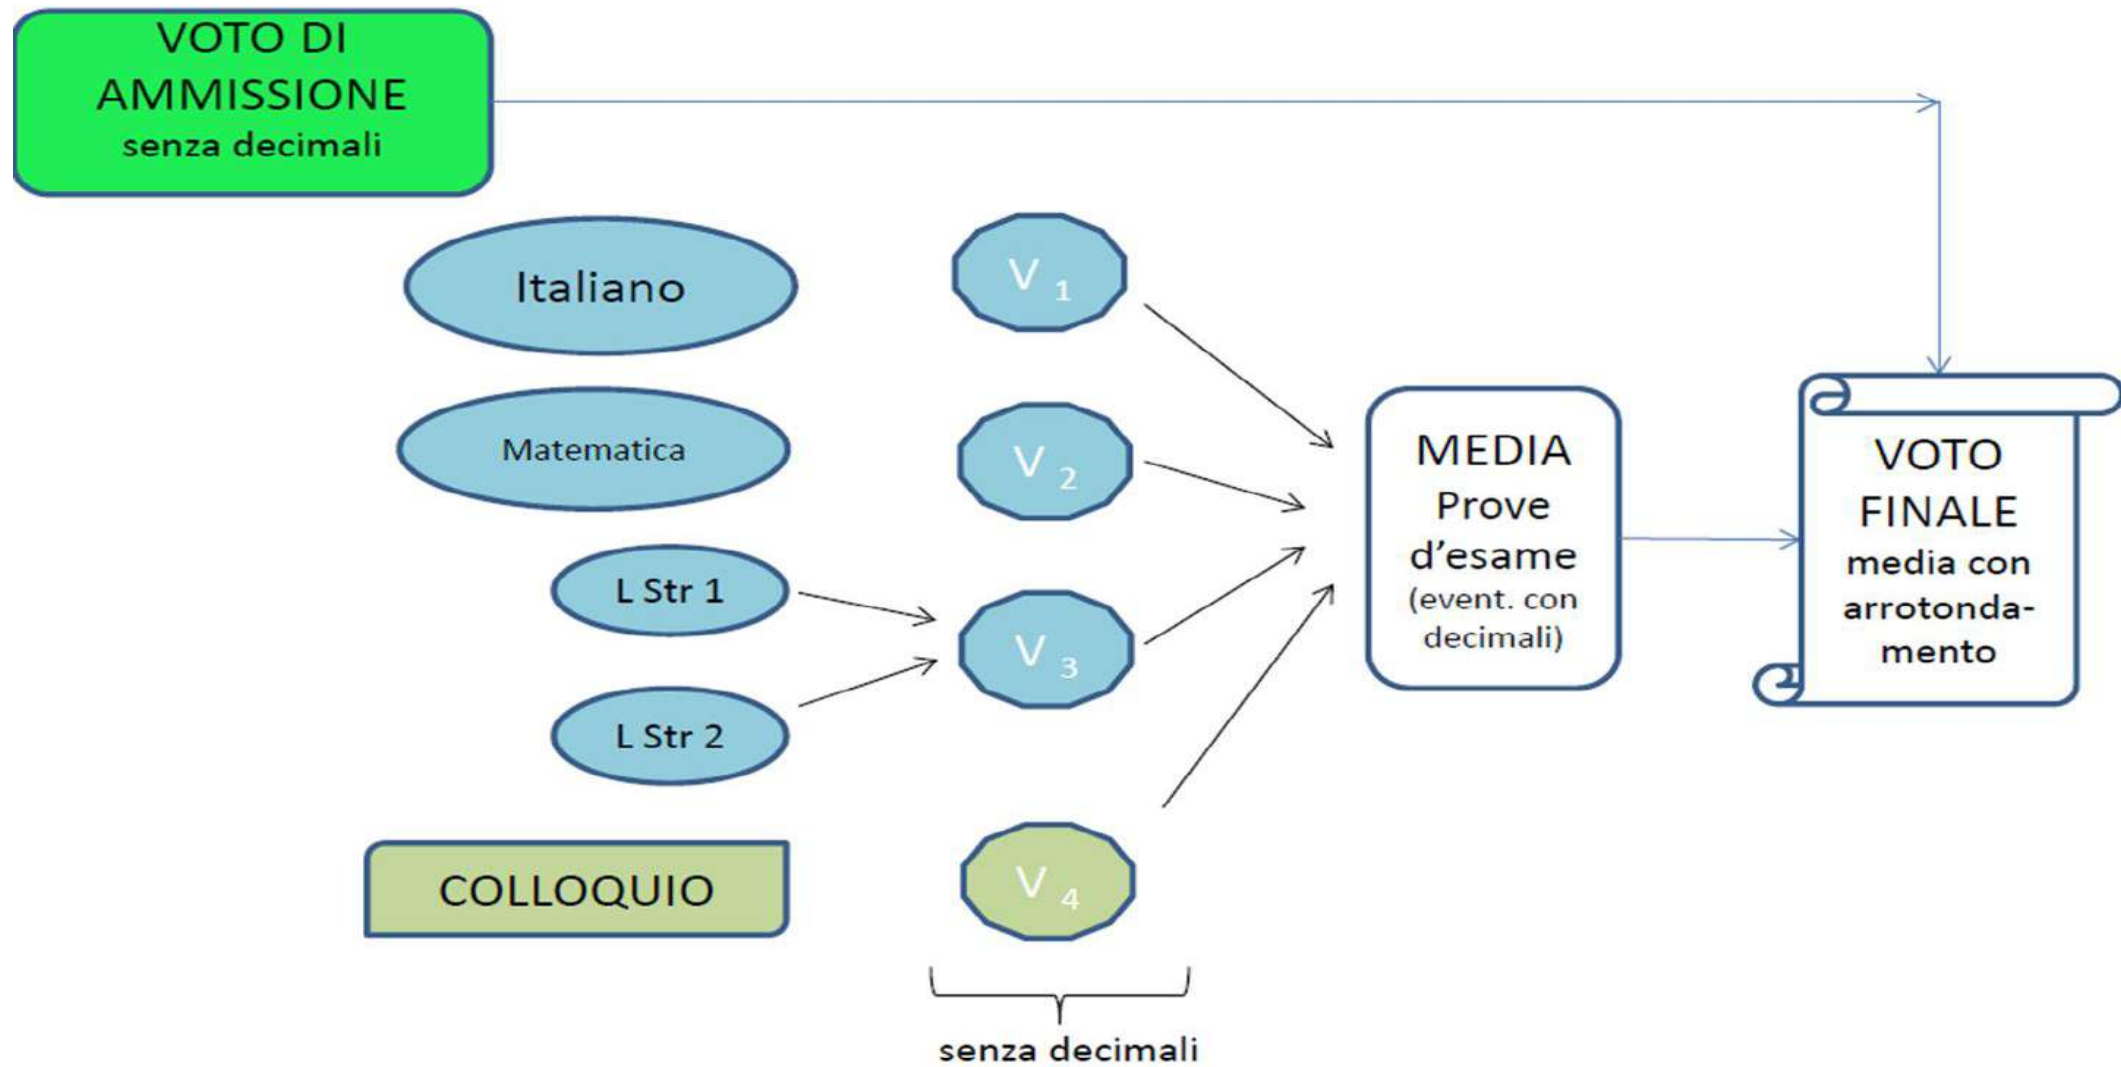 VOTO DI
AMMISSIONE
senza decimali
Italiano
V 1
Matematica
V 2
L Str 1
L Str 2
V 3
COLLOQUIO
V 4
senza decimali
MEDIA
Prove
d'esame
(event. con
decimali)
VOTO
FINALE
media con
arrotonda-
mento